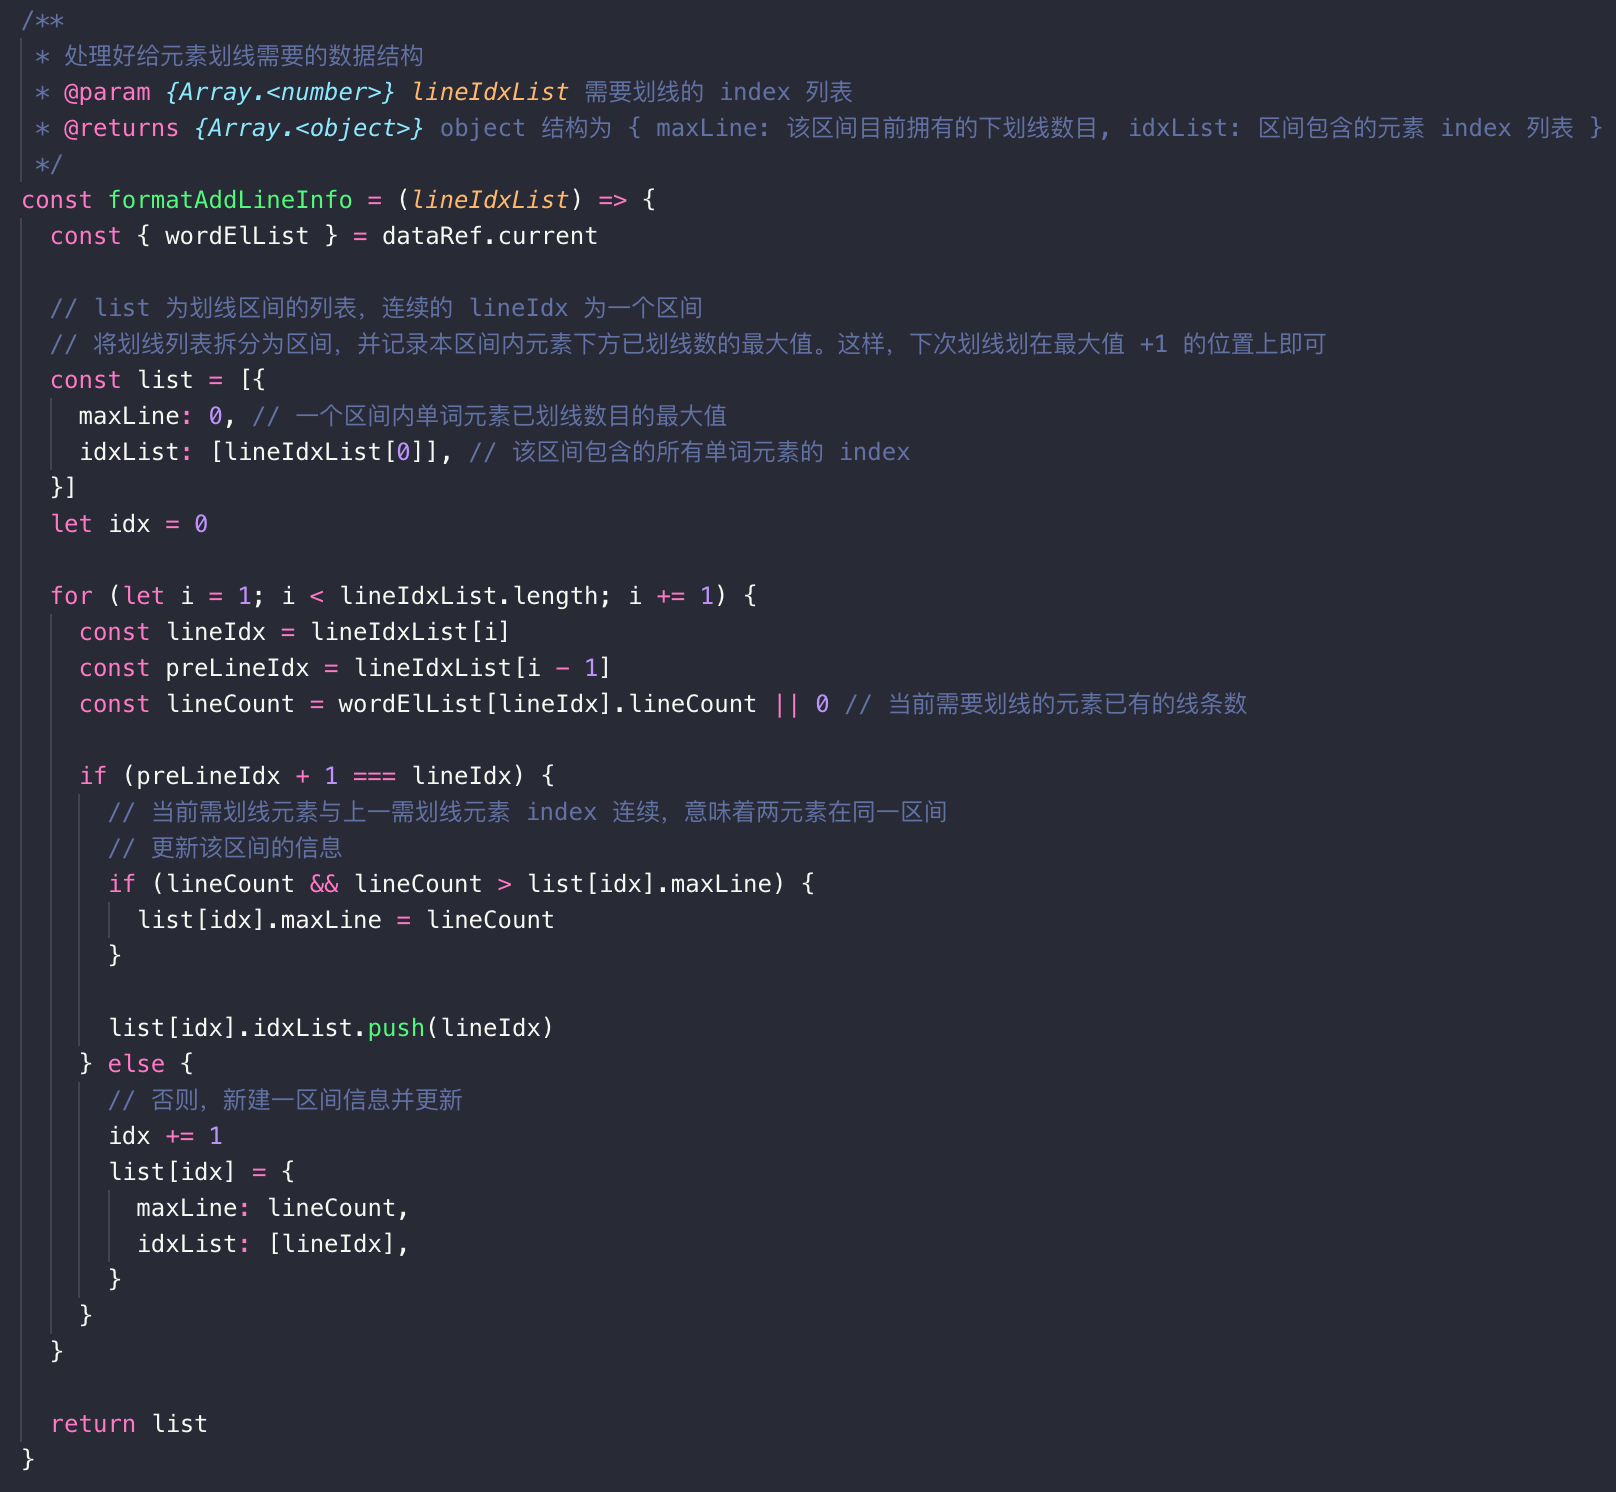 /**
 * 处理好给元素划线需要的数据结构
 * @param {Array.<number>} lineIdxList 需要划线的 index 列表
 * @returns {Array.<object>} object 结构为 { maxLine: 该区间目前拥有的下划线数目, idxList: 区间包含的元素 index 列表 }
 */
const formatAddLineInfo = (lineIdxList) => {
  const { wordElList } = dataRef.current

  // list 为划线区间的列表，连续的 lineIdx 为一个区间
  // 将划线列表拆分为区间，并记录本区间内元素下方已划线数的最大值。这样，下次划线划在最大值 +1 的位置上即可
  const list = [{
    maxLine: 0, // 一个区间内单词元素已划线数目的最大值
    idxList: [lineIdxList[0]], // 该区间包含的所有单词元素的 index
  }]
  let idx = 0

  for (let i = 1; i < lineIdxList.length; i += 1) {
    const lineIdx = lineIdxList[i]
    const preLineIdx = lineIdxList[i - 1]
    const lineCount = wordElList[lineIdx].lineCount || 0 // 当前需要划线的元素已有的线条数

    if (preLineIdx + 1 === lineIdx) {
      // 当前需划线元素与上一需划线元素 index 连续，意味着两元素在同一区间
      // 更新该区间的信息
      if (lineCount && lineCount > list[idx].maxLine) {
        list[idx].maxLine = lineCount
      }

      list[idx].idxList.push(lineIdx)
    } else {
      // 否则，新建一区间信息并更新
      idx += 1
      list[idx] = {
        maxLine: lineCount,
        idxList: [lineIdx],
      }
    }
  }

  return list
}